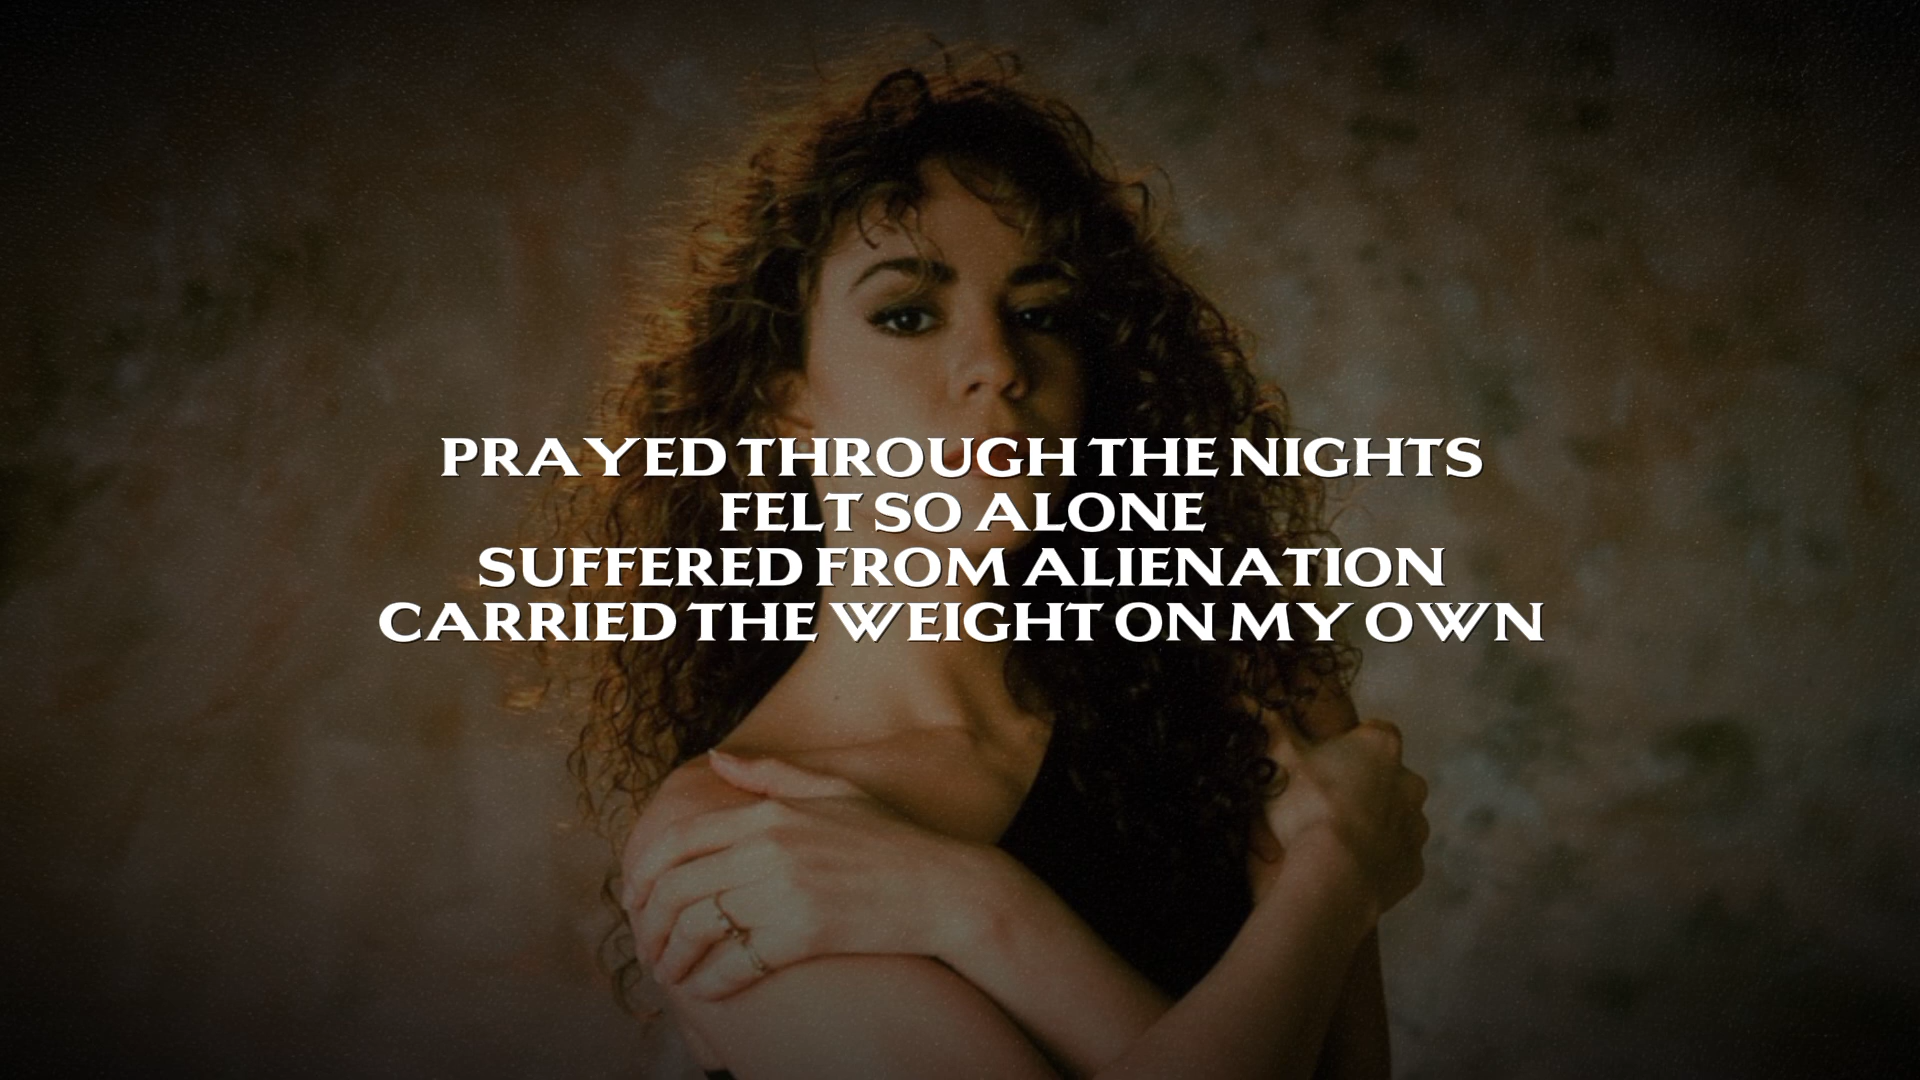 PRAYED THROUGH THE NIGHTS
FELT SO ALONE
SUFFERED FROM ALIENATION
CARRIED THE WEIGHT ON MY OWN